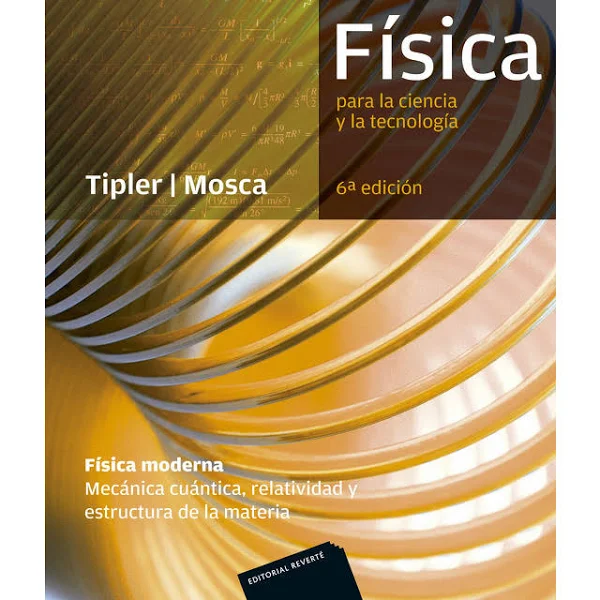 Física
para la ciencia
y la tecnología
Tipler | Mosca
6ª edición
Física moderna
Mecánica cuántica, relatividad y
estructura de la materia
EDITORIAL REVERTÉ